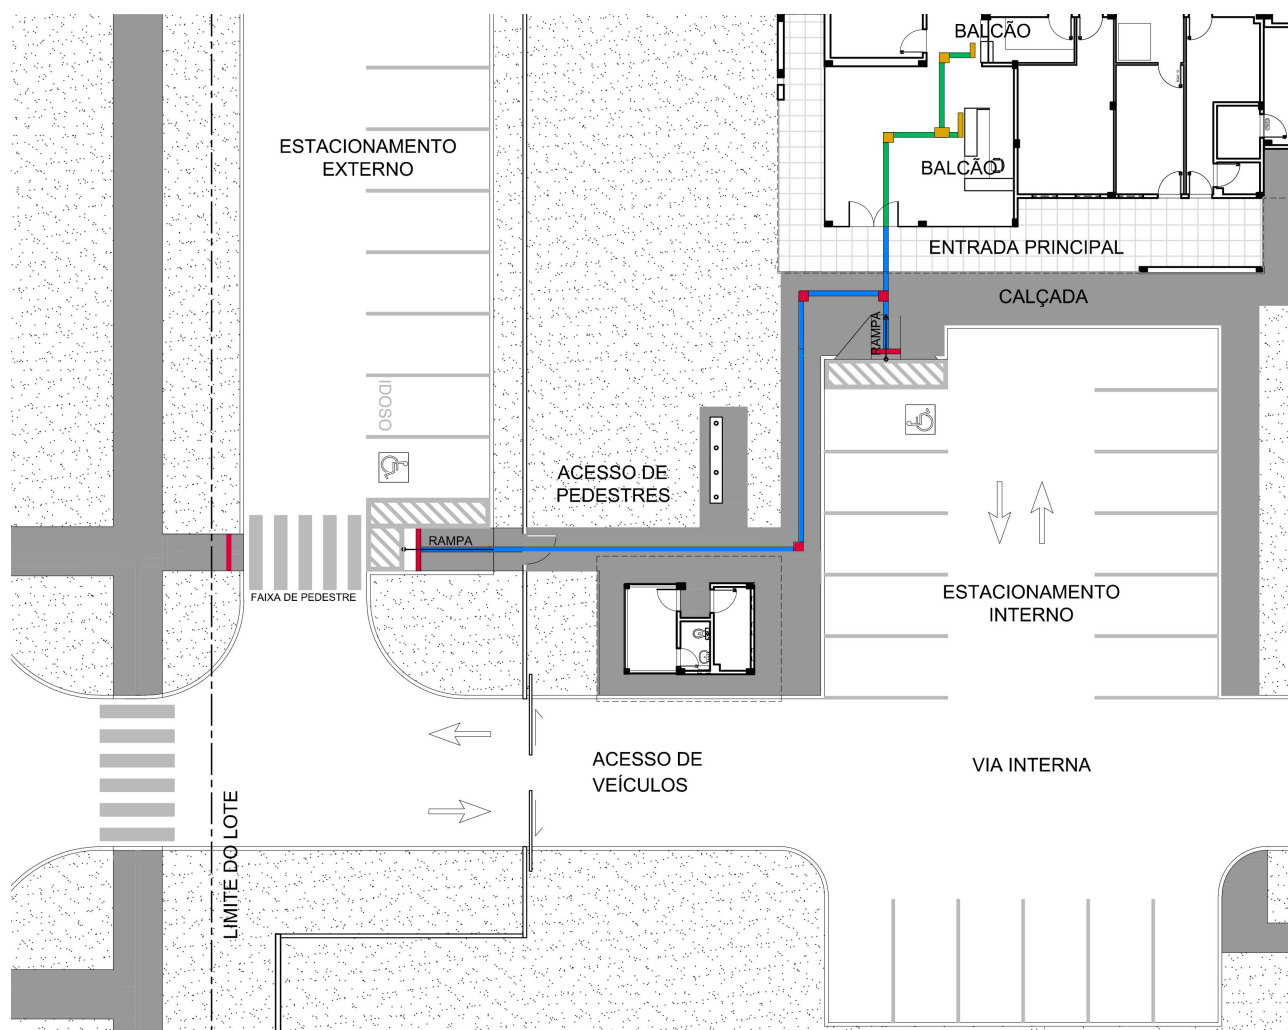 BALCÃO
ESTACIONAMENTO
EXTERNO
BALCÃO
ENTRADA PRINCIPAL
CALÇADA
RAMPA
IDOSO
ACESSO DE
PEDESTRES
RAMPA
FAIXA DE PEDESTRE
ESTACIONAMENTO
INTERNO
ACESSO DE
VEÍCULOS
VIA INTERNA
LIMITE DO LOTE